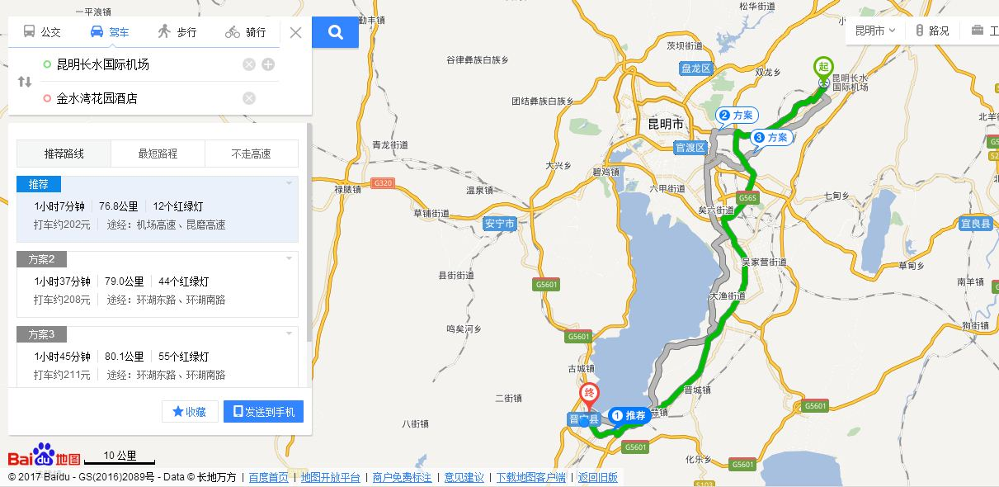 公交
驾车
步行
骑行
昆明长水国际机场
金水湾花园酒店
推荐路线
最短路程
不走高速
推荐
1小时7分钟 76.8公里 12个红绿灯
打车约202元 途经：机场高速、昆磨高速
方案2
1小时37分钟 79.0公里 44个红绿灯
打车约208元 途经：环湖东路、环湖南路
方案3
1小时45分钟 80.1公里 55个红绿灯
打车约211元 途经：环湖东路、环湖南路
收藏
发送到手机
昆明市
路况
一平浪镇
勤丰镇
松华街道
谷律彝族白族乡
茨坝街道
盘龙区
双龙乡
起
昆明长水
国际机场
团结彝族白族乡
昆明市
2 方案
3 方案
官渡区
青龙街道
大兴乡
碧鸡镇
G320
禄脿镇
温泉镇
六甲街道
G56S
七甸乡
草铺街道
安宁市
矣六街道
宜良县
吴家营街道
草甸乡
县街街道
G5601
大渔街道
南羊镇
鸣矣河乡
G5601
狗街镇
古城镇
终
晋城镇
二街镇
晋宁县
1 推荐
G5601
八街镇
G5601
化乐乡
G5601
S103
Bai du 地图
10 公里
© 2017 Baidu - GS(2016)2089号 - Data © 长地万方 | 百度首页 | 地图开放平台 | 商户免费标注 | 意见建议 | 下载地图客户端 | 返回旧版